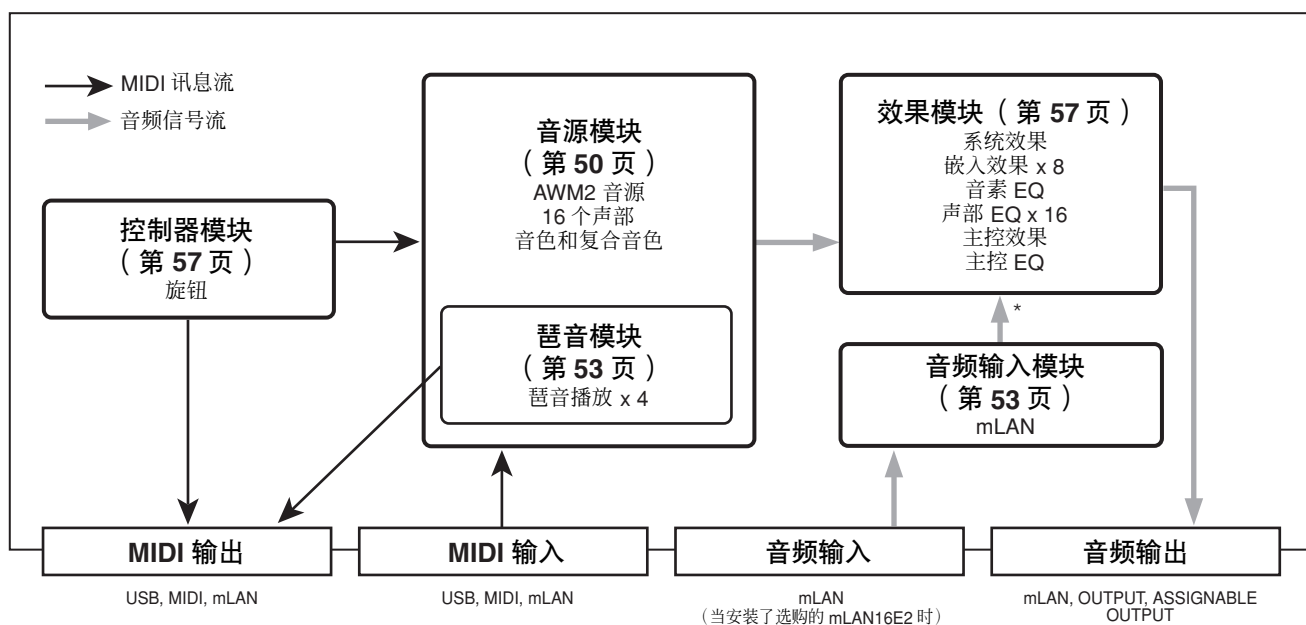 MIDI 讯息流
音频信号流
控制器模块
(第 57 页)
旋钮
音源模块
(第 50 页)
AWM2 音源
16 个声部
音色和复合音色
琶音模块
(第 53 页)
琶音播放 x 4
效果模块(第 57 页)
系统效果
嵌入效果 x 8
音素 EQ
声部 EQ x 16
主控效果
主控 EQ
*
音频输入模块
(第 53 页)
mLAN
MIDI 输出
MIDI 输入
音频输入
音频输出
USB, MIDI, mLAN
USB, MIDI, mLAN
mLAN
(当安装了选购的 mLAN16E2 时)
mLAN, OUTPUT, ASSIGNABLE
OUTPUT